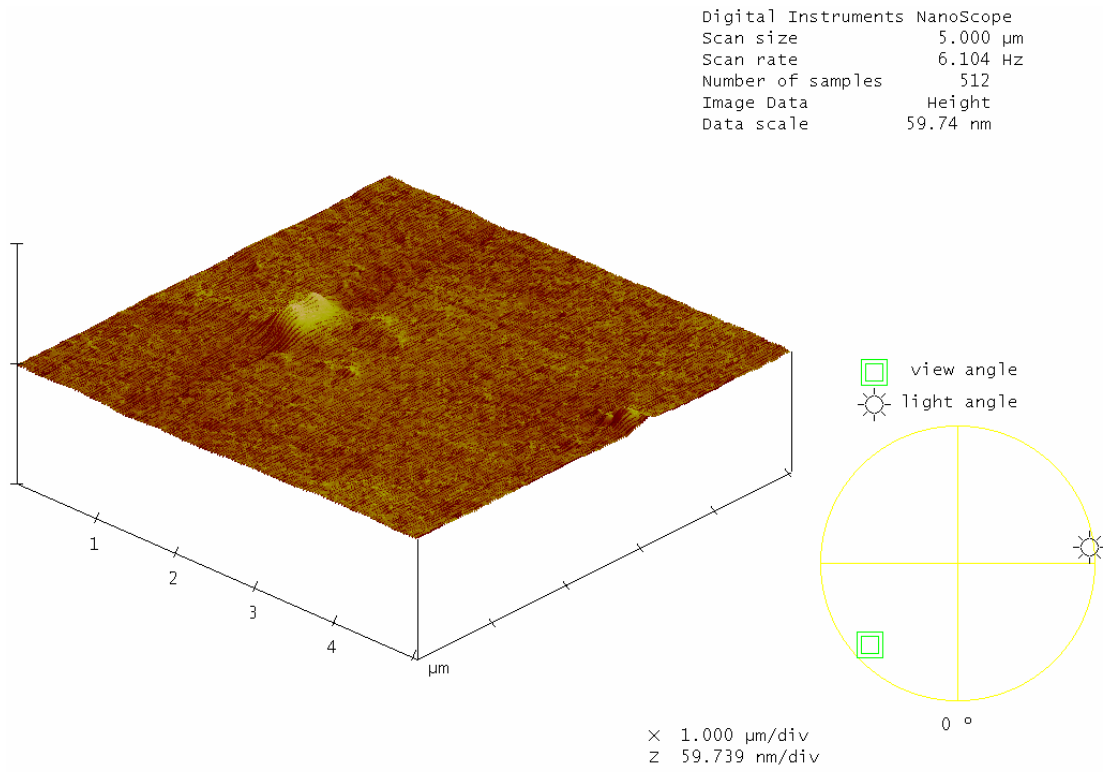 Digital Instruments NanoScope
Scan size 5.000 µm
Scan rate 6.104 Hz
Number of samples 512
Image Data Height
Data scale 59.74 nm
view angle
light angle
1
2
3
4
µm
0 º
X 1.000 µm/div
Z 59.739 nm/div